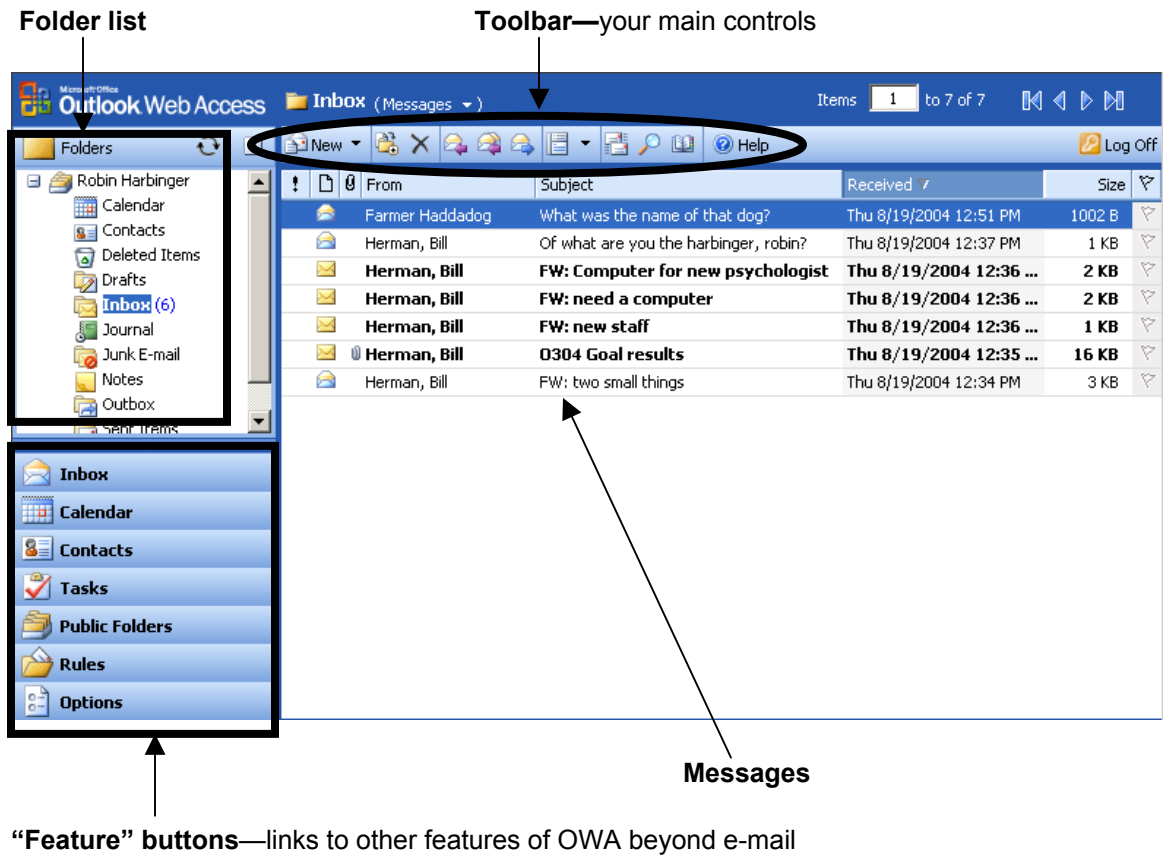 Folder list
Toolbar—your main controls
Microsoft Office
Outlook Web Access
Inbox (Messages)
Items 1 to 7 of 7
Folders
New
Help
Log Off
Robin Harbinger
Calendar
Contacts
Deleted Items
Drafts
Inbox (6)
Journal
Junk E-mail
Notes
Outbox
Sent Items
! From Subject Received Size
Farmer Haddadog What was the name of that dog? Thu 8/19/2004 12:51 PM 1002 B
Herman, Bill Of what are you the harbinger, robin? Thu 8/19/2004 12:37 PM 1 KB
Herman, Bill FW: Computer for new psychologist Thu 8/19/2004 12:36 ... 2 KB
Herman, Bill FW: need a computer Thu 8/19/2004 12:36 ... 2 KB
Herman, Bill FW: new staff Thu 8/19/2004 12:36 ... 1 KB
Herman, Bill 0304 Goal results Thu 8/19/2004 12:35 ... 16 KB
Herman, Bill FW: two small things Thu 8/19/2004 12:34 PM 3 KB
Inbox
Calendar
Contacts
Tasks
Public Folders
Rules
Options
Messages
“Feature” buttons—links to other features of OWA beyond e-mail